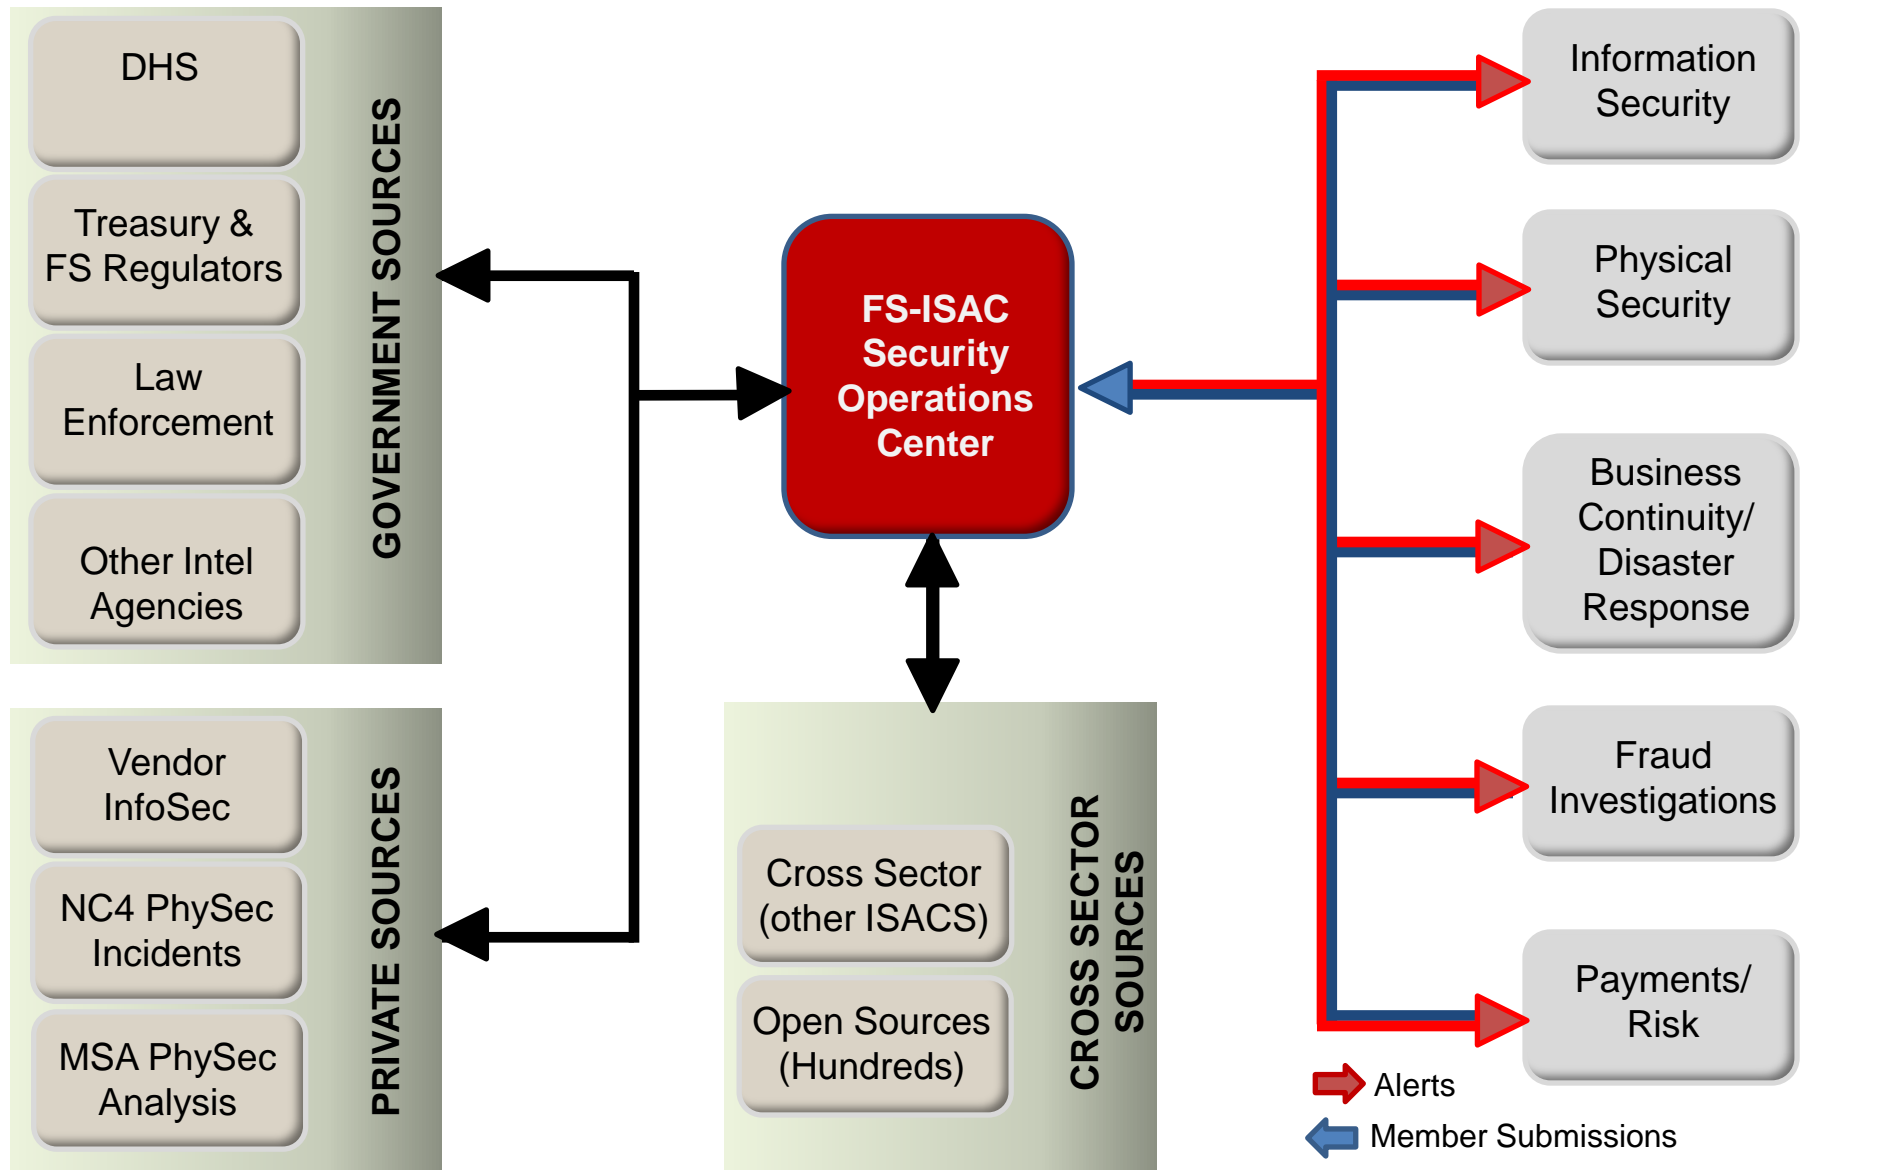 DHS
Treasury &
FS Regulators
Law
Enforcement
Other Intel
Agencies
GOVERNMENT SOURCES
Vendor
InfoSec
NC4 PhySec
Incidents
MSA PhySec
Analysis
PRIVATE SOURCES
FS-ISAC
Security
Operations
Center
Cross Sector
(other ISACS)
Open Sources
(Hundreds)
CROSS SECTOR
SOURCES
Information
Security
Physical
Security
Business
Continuity/
Disaster
Response
Fraud
Investigations
Payments/
Risk
Alerts
Member Submissions